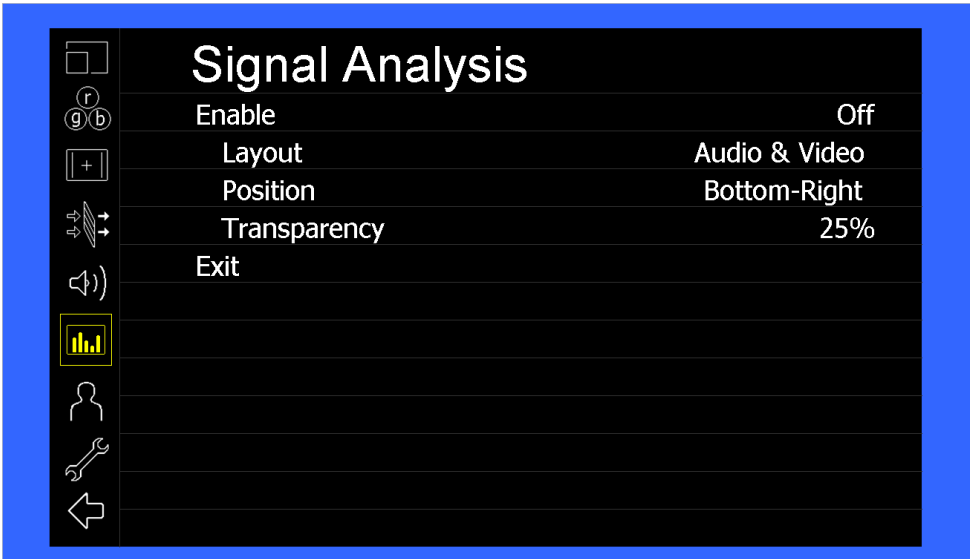 Signal Analysis
r
g b
Enable Off
Layout Audio & Video
Position Bottom-Right
Transparency 25%
Exit